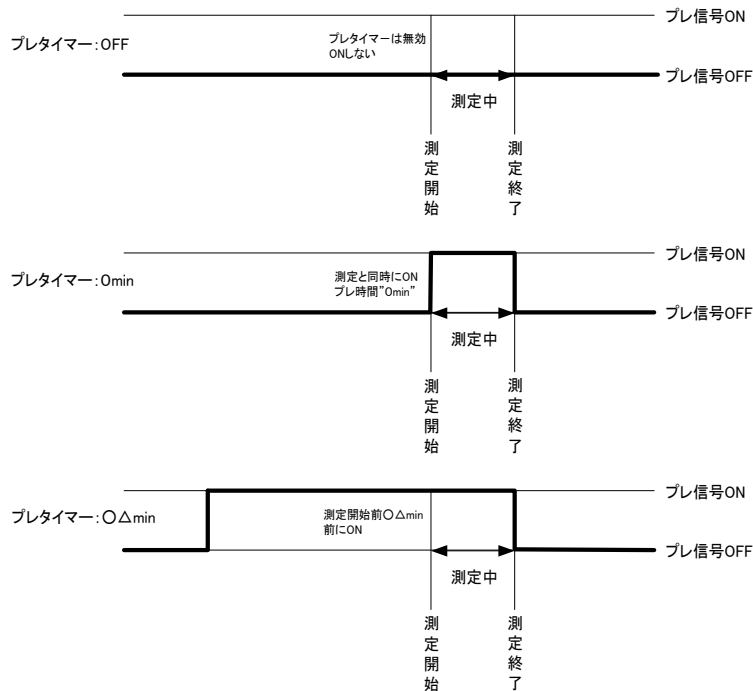 プレ信号ON
プレタイマー:OFF
プレタイマーは無効
ONしない
プレ信号OFF
測定中
測定開始
測定終了
プレ信号ON
プレタイマー:0min
測定と同時にON
プレ時間"0min"
プレ信号OFF
測定中
測定開始
測定終了
プレ信号ON
プレタイマー:○△min
測定開始前○△min
前にON
プレ信号OFF
測定中
測定開始
測定終了